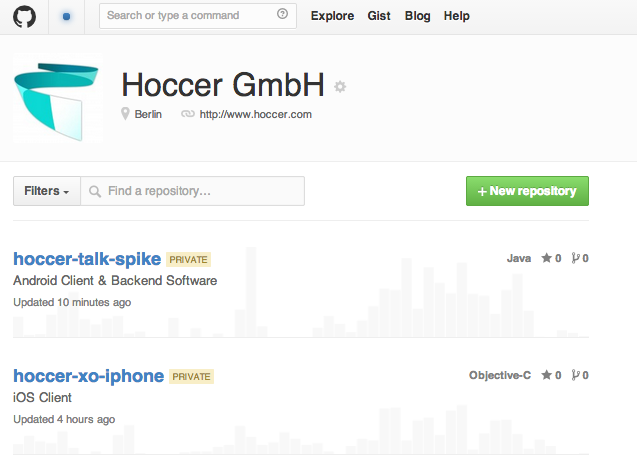 Search or type a command
Explore Gist Blog Help
Hoccer GmbH
Berlin http://www.hoccer.com
Filters Find a repository... + New repository
hoccer-talk-spike PRIVATE Java 0 0
Android Client & Backend Software
Updated 10 minutes ago
hoccer-xo-iphone PRIVATE Objective-C 0 0
iOS Client
Updated 4 hours ago